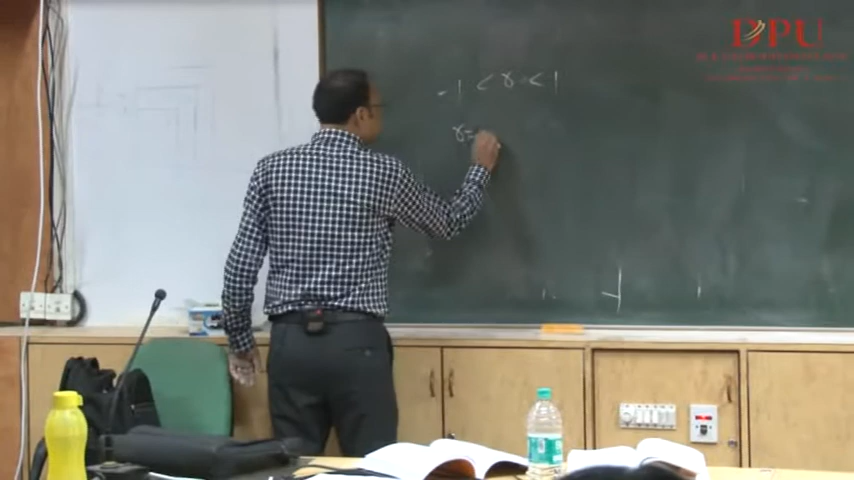 DPU
-1 < r < 1
r=